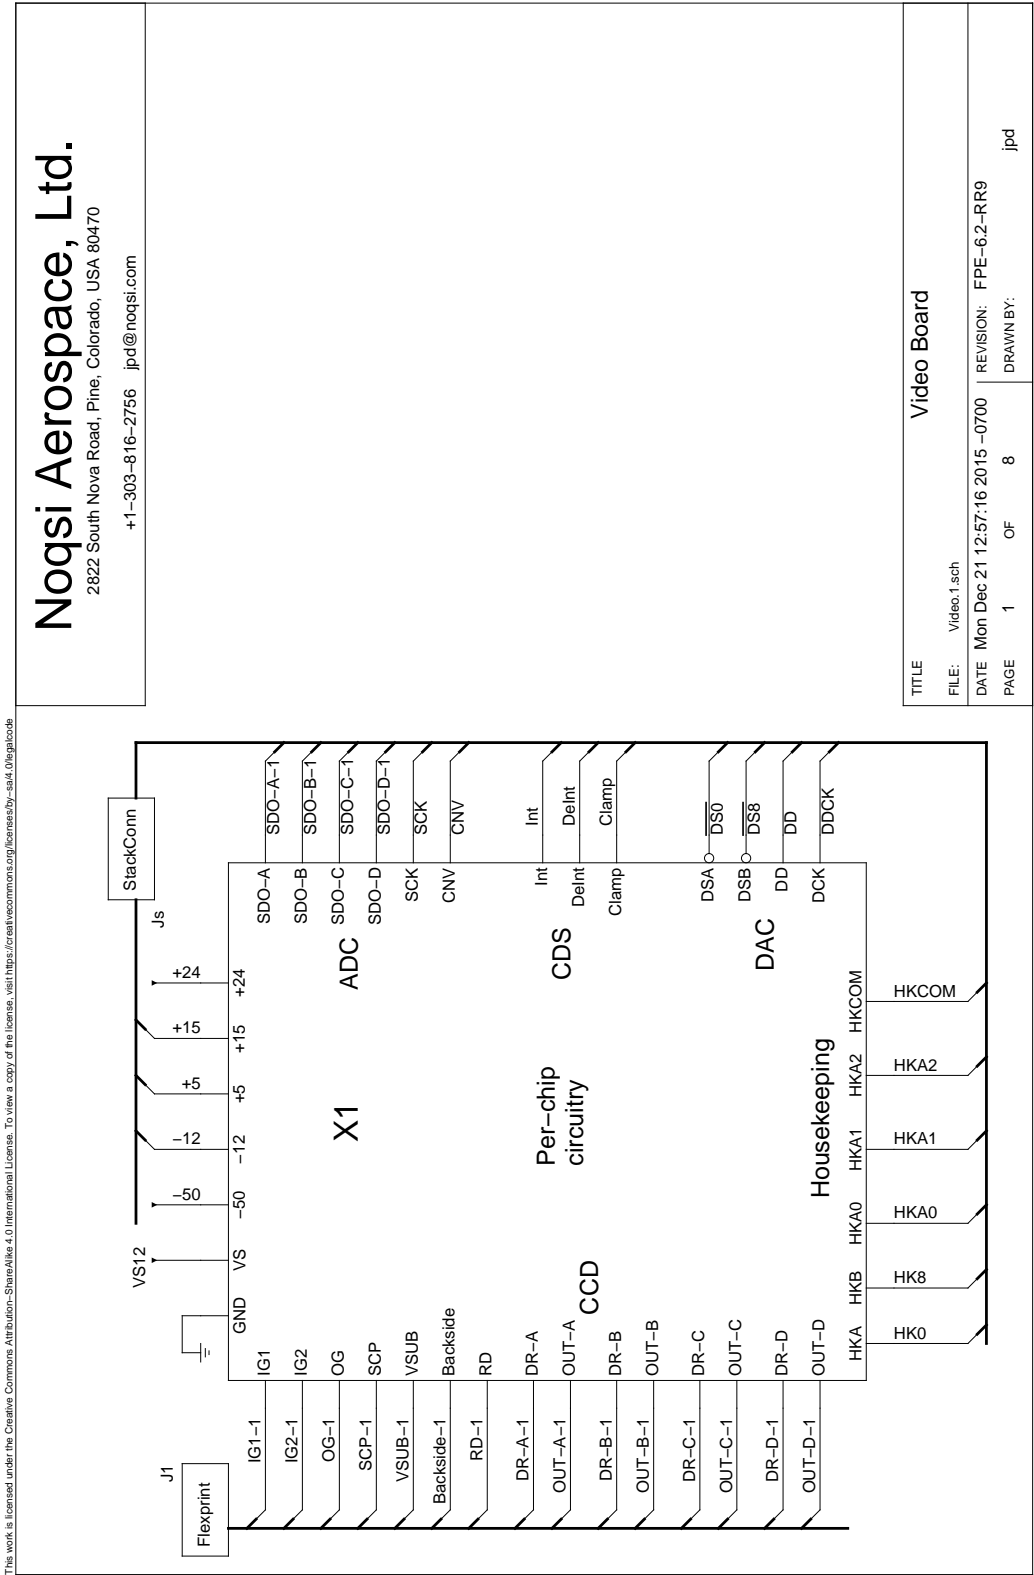 This work is licensed under the Creative Commons Attribution–ShareAlike 4.0 International License. To view a copy of the license, visit https://creativecommons.org/licenses/by–sa/4.0/legalcode
Noqsi Aerospace, Ltd.
2822 South Nova Road, Pine, Colorado, USA 80470
+1–303–816–2756 jpd@noqsi.com
J1
Flexprint
Js
StackConn
VS12
–50
–12
+5
+15
+24
GND
VS
–50
–12
+5
+15
+24
IG1–1
IG1
IG2–1
IG2
OG–1
OG
SCP–1
SCP
VSUB–1
VSUB
Backside–1
Backside
RD–1
RD
DR–A–1
DR–A
OUT–A–1
OUT–A
DR–B–1
DR–B
OUT–B–1
OUT–B
DR–C–1
DR–C
OUT–C–1
OUT–C
DR–D–1
DR–D
OUT–D–1
OUT–D
X1
Per–chip
circuitry
CCD
ADC
CDS
DAC
Housekeeping
SDO–A
SDO–A–1
SDO–B
SDO–B–1
SDO–C
SDO–C–1
SDO–D
SDO–D–1
SCK
SCK
CNV
CNV
Int
Int
DeInt
DeInt
Clamp
Clamp
DSA
DS0
DSB
DS8
DD
DD
DCK
DDCK
HKA
HKB
HKA0
HKA1
HKA2
HKCOM
HK0
HK8
HKA0
HKA1
HKA2
HKCOM
TITLE
Video Board
FILE: Video.1.sch
DATE Mon Dec 21 12:57:16 2015 –0700 REVISION: FPE–6.2–RR9
PAGE 1 OF 8 DRAWN BY: jpd